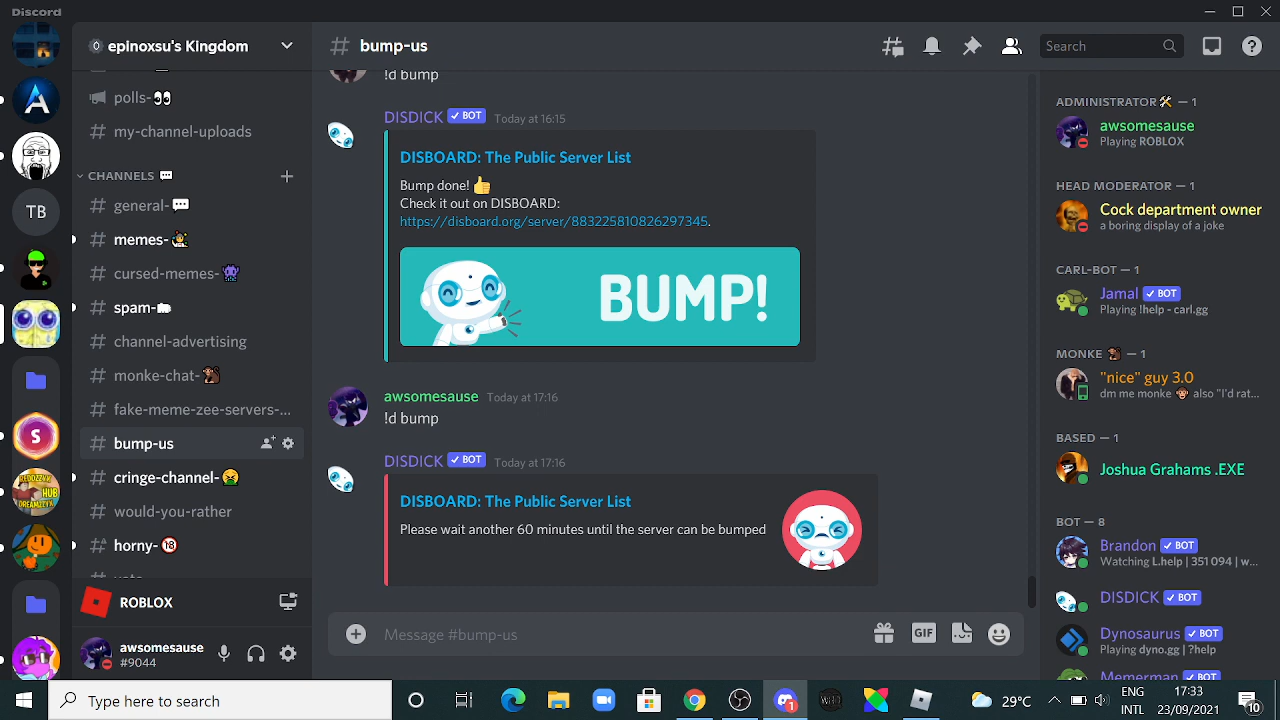 Discord
epinoxsu's Kingdom
polls-👀
my-channel-uploads
CHANNELS 💬
general-💬
memes-
cursed-memes-👾
spam-
channel-advertising
monke-chat-🐒
fake-meme-zee-servers-...
bump-us
cringe-channel-🤮
would-you-rather
horny-🔞
TB
S
REDOZZYX
HUB
DREAMZZYX
ROBLOX
awsomesause
#9044
bump-us
Search
!d bump
DISDICK ✓ BOT Today at 16:15
DISBOARD: The Public Server List
Bump done! 👍
Check it out on DISBOARD:
https://disboard.org/server/883225810826297345.
BUMP!
awsomesause Today at 17:16
!d bump
DISDICK ✓ BOT Today at 17:16
DISBOARD: The Public Server List
Please wait another 60 minutes until the server can be bumped
Message #bump-us
GIF
ADMINISTRATOR🛠 — 1
awsomesause
Playing ROBLOX
HEAD MODERATOR — 1
Cock department owner
a boring display of a joke
CARL-BOT — 1
Jamal ✓ BOT
Playing !help - carl.gg
MONKE 🐒 — 1
"nice" guy 3.0
dm me monke 🐵 also "I'd rat...
BASED — 1
Joshua Grahams .EXE
BOT — 8
Brandon ✓ BOT
Watching L.help | 351 094 | w...
DISDICK ✓ BOT
Dynosaurus ✓ BOT
Playing dyno.gg | ?help
Memerman ✓ BOT
Type here to search
1
29°C
ENG
INTL
17:33
23/09/2021
10